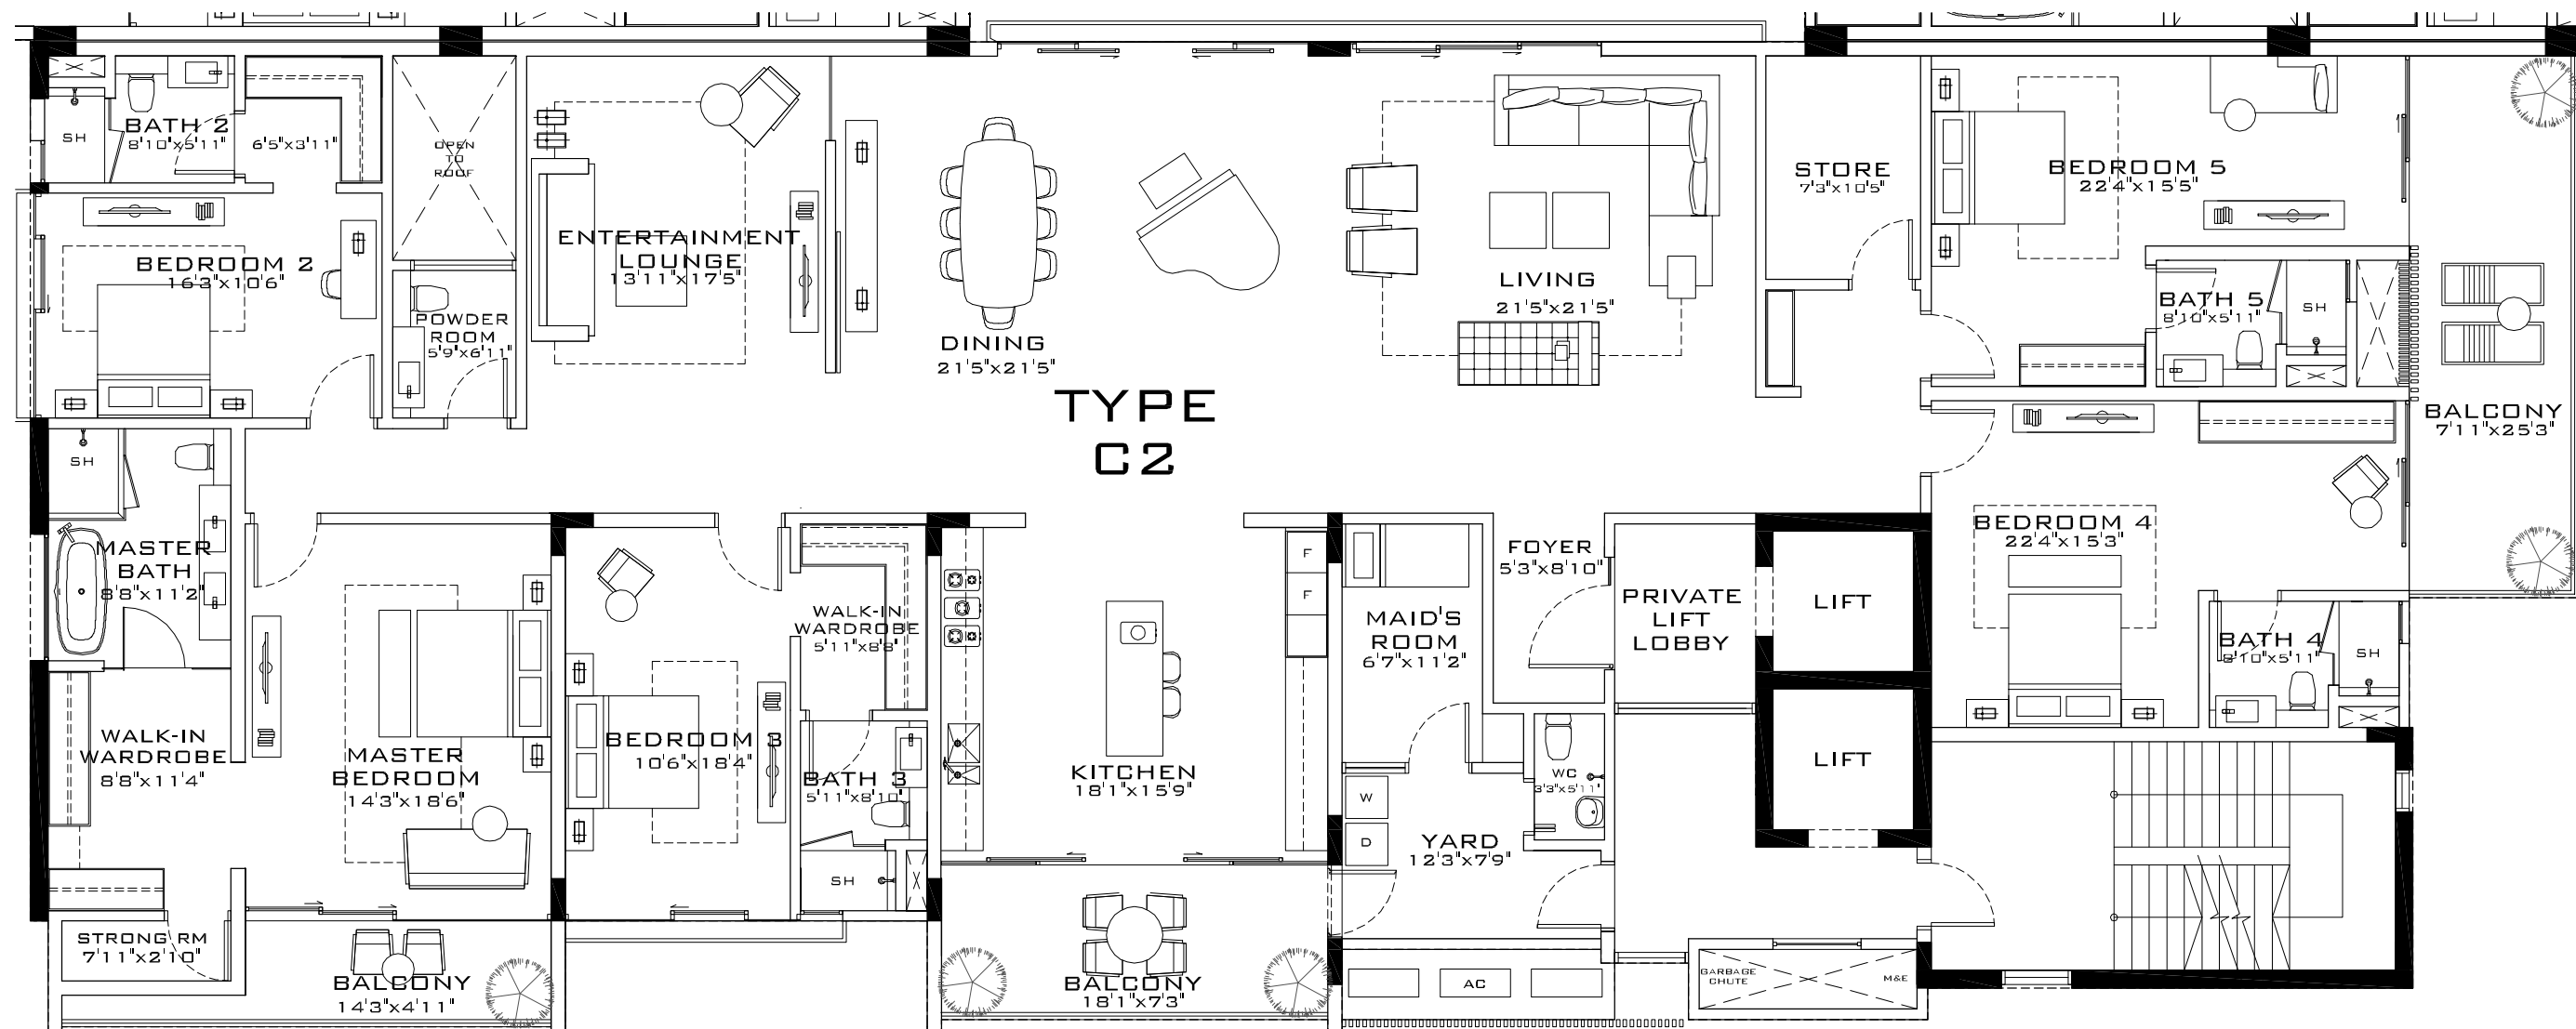 SH
BATH 2
8'10"x5'11"
6'5"x3'11"
OPEN
TO
ROOF
BEDROOM 2
16'3"x10'6"
POWDER
ROOM
5'9"x6'11"
ENTERTAINMENT
LOUNGE
13'11"x17'5"
DINING
21'5"x21'5"
LIVING
21'5"x21'5"
STORE
7'3"x10'5"
BEDROOM 5
22'4"x15'5"
BATH 5
8'10"x5'11"
SH
BALCONY
7'11"x25'3"
TYPE
C2
SH
MASTER
BATH
8'8"x11'2"
WALK-IN
WARDROBE
8'8"x11'4"
MASTER
BEDROOM
14'3"x18'6"
STRONG RM
7'11"x2'10"
BALCONY
14'3"x4'11"
BEDROOM 3
10'6"x18'4"
WALK-IN
WARDROBE
5'11"x8'8"
BATH 3
5'11"x8'10"
SH
KITCHEN
18'1"x15'9"
F
F
BALCONY
18'1"x7'3"
MAID'S
ROOM
6'7"x11'2"
FOYER
5'3"x8'10"
PRIVATE
LIFT
LOBBY
LIFT
LIFT
WC
3'3"x5'11"
W
D
YARD
12'3"x7'9"
AC
GARBAGE
CHUTE
M&E
BEDROOM 4
22'4"x15'3"
BATH 4
8'10"x5'11"
SH